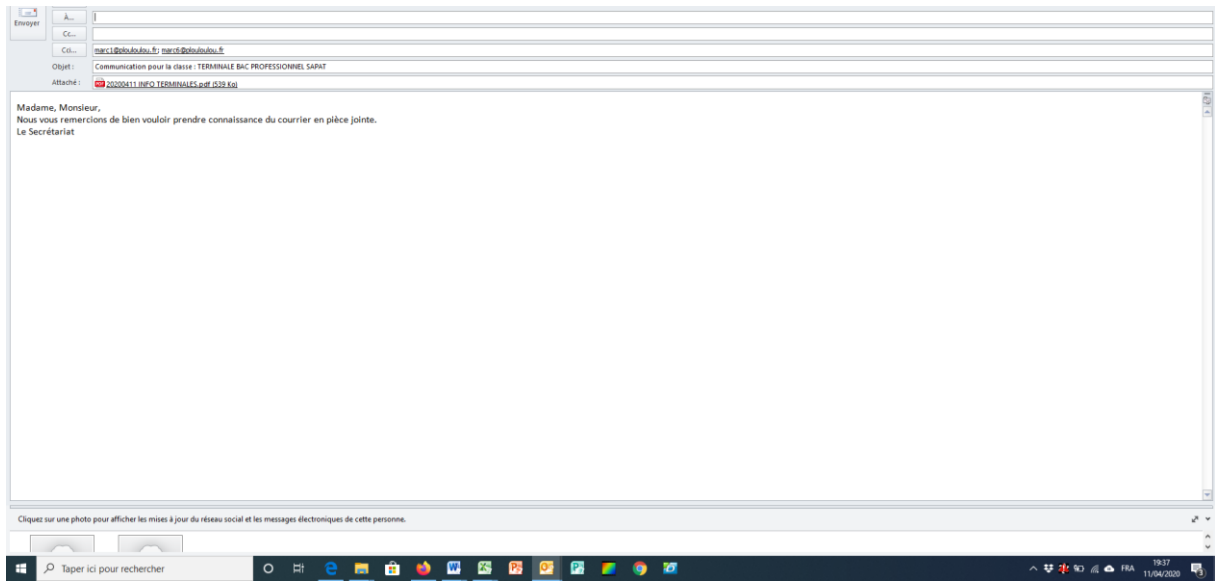 Envoyer
À...
Cc...
Cci...
marc1@plouloulou.fr; marc6@plouloulou.fr
Objet :
Communication pour la classe : TERMINALE BAC PROFESSIONNEL SAPAT
Attaché :
20200411 INFO TERMINALES.pdf (539 Ko)
Madame, Monsieur,
Nous vous remercions de bien vouloir prendre connaissance du courrier en pièce jointe.
Le Secrétariat
Cliquez sur une photo pour afficher les mises à jour du réseau social et les messages électroniques de cette personne.
Taper ici pour rechercher
FRA
19:37
11/04/2020